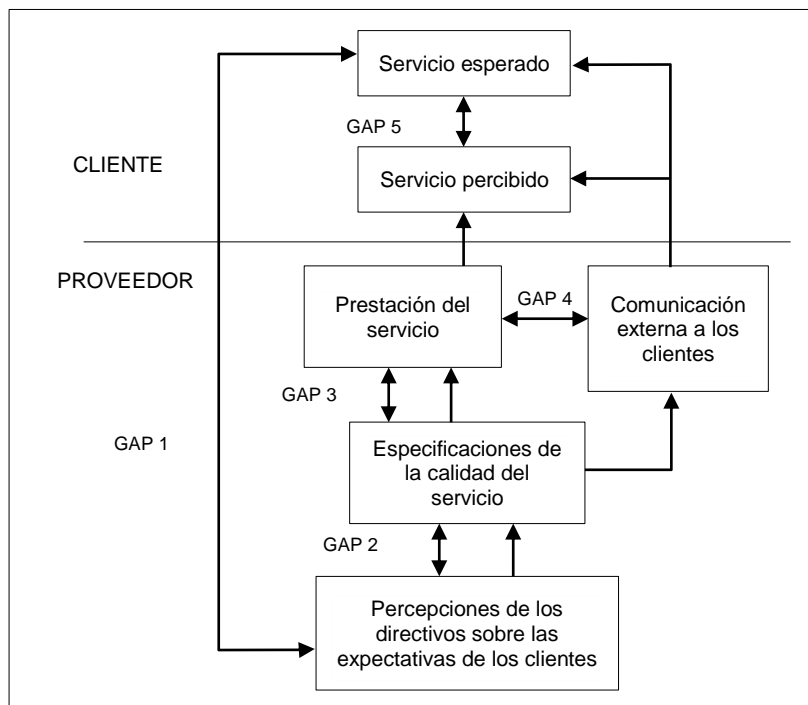 Servicio esperado
GAP 5
CLIENTE
Servicio percibido
PROVEEDOR
Prestación del
servicio
GAP 4
Comunicación
externa a los
clientes
GAP 3
GAP 1
Especificaciones de
la calidad del
servicio
GAP 2
Percepciones de los
directivos sobre las
expectativas de los clientes